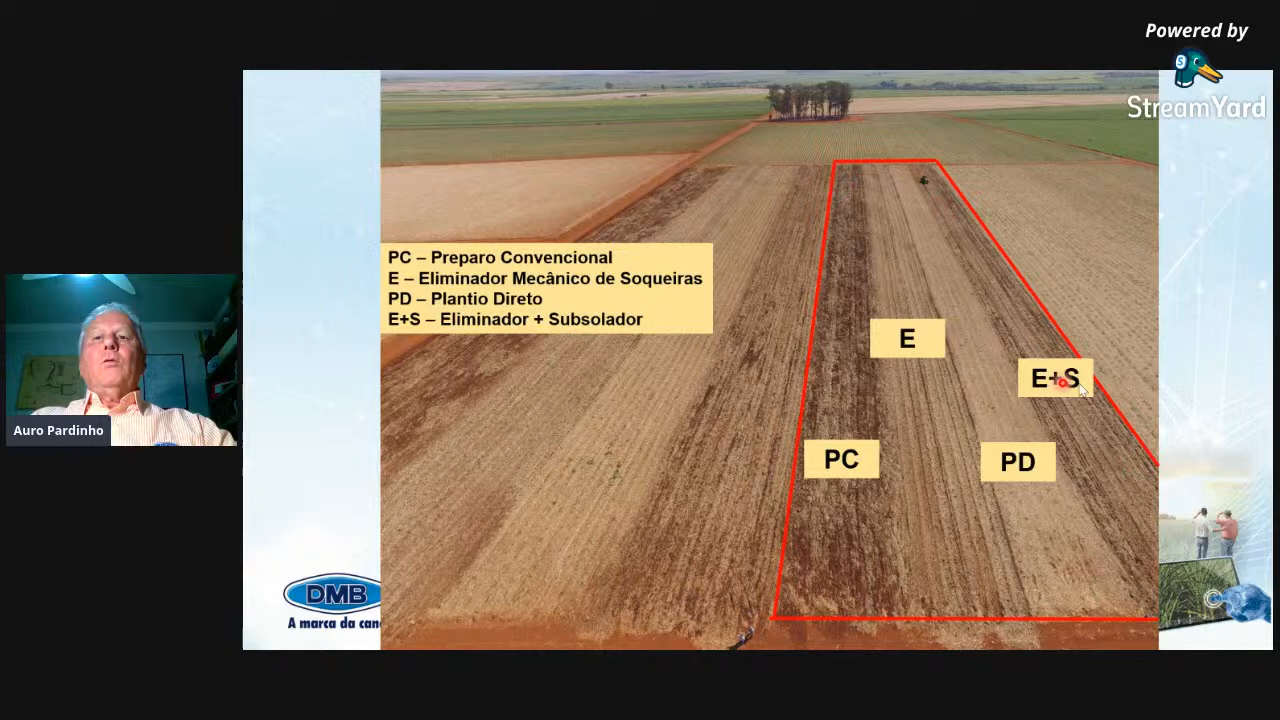 Powered by
S
StreamYard
PC – Preparo Convencional
E – Eliminador Mecânico de Soqueiras
PD – Plantio Direto
E+S – Eliminador + Subsolador
E
E+S
PC
PD
Auro Pardinho
DMB
A marca da can